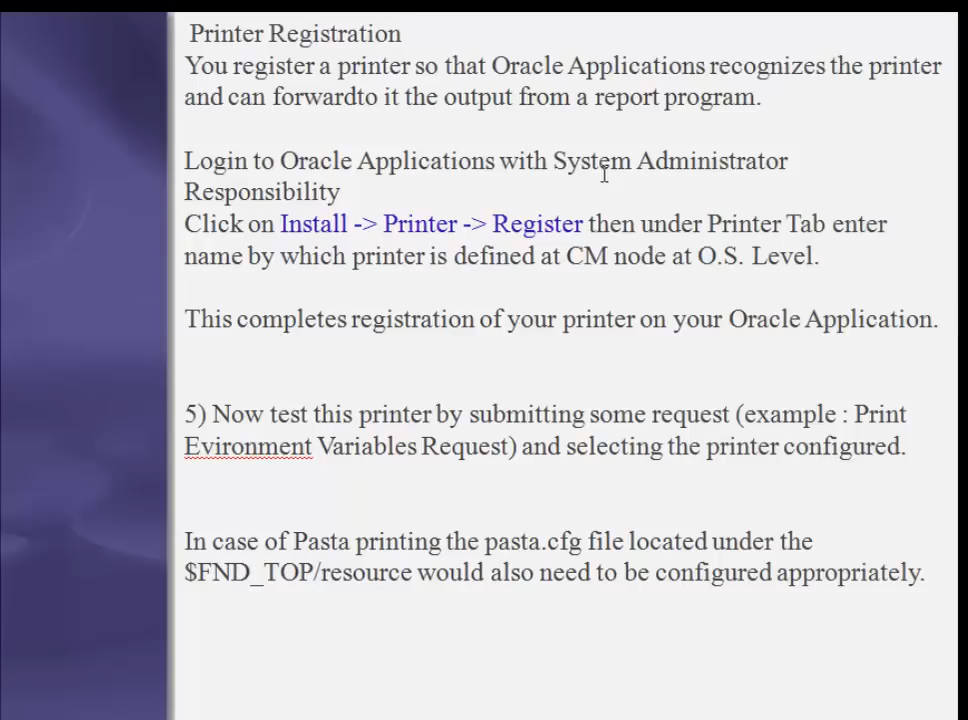 Printer Registration
You register a printer so that Oracle Applications recognizes the printer
and can forwardto it the output from a report program.
Login to Oracle Applications with System Administrator
Responsibility
Click on Install -> Printer -> Register then under Printer Tab enter
name by which printer is defined at CM node at O.S. Level.
This completes registration of your printer on your Oracle Application.
5) Now test this printer by submitting some request (example : Print
Evironment Variables Request) and selecting the printer configured.
In case of Pasta printing the pasta.cfg file located under the
$FND_TOP/resource would also need to be configured appropriately.